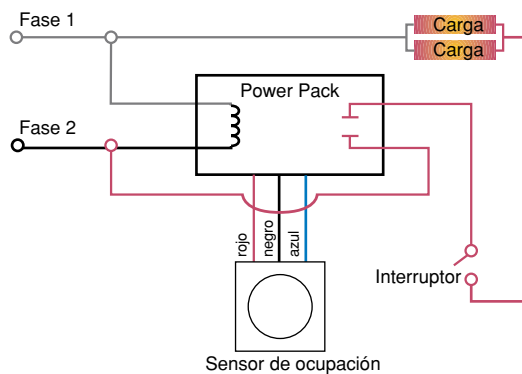 Fase 1
Carga
Carga
Power Pack
Fase 2
rojo
negro
azul
Interruptor
Sensor de ocupación